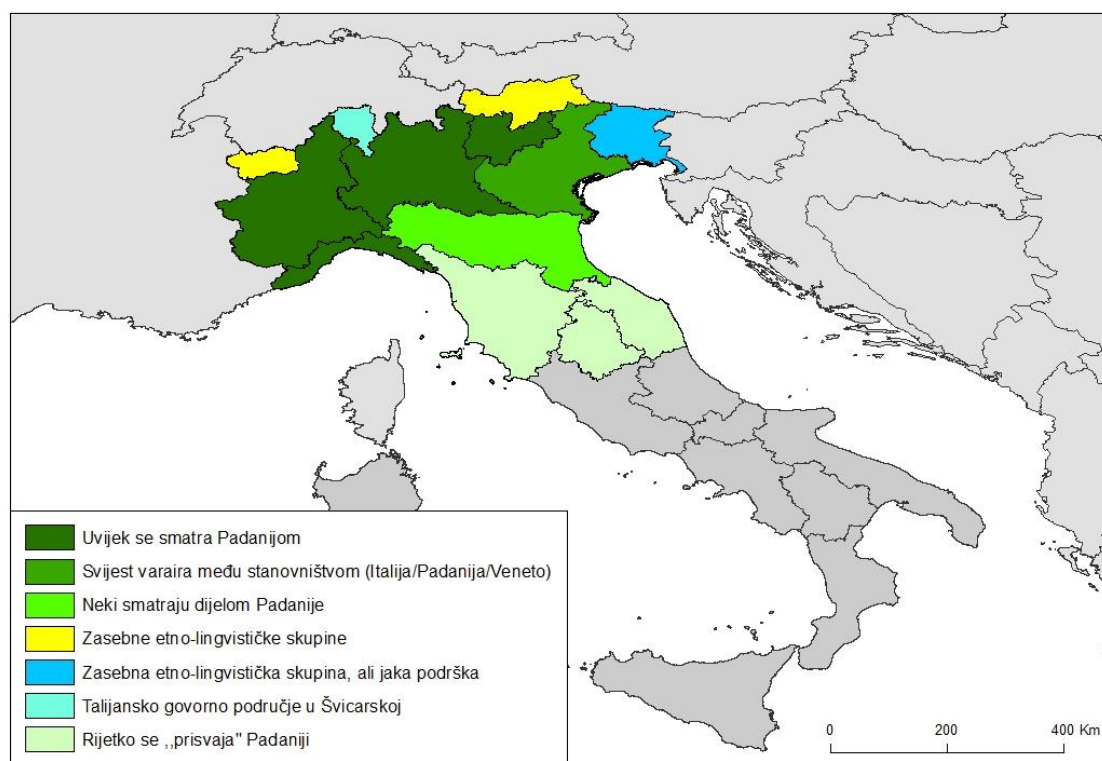 Uvijek se smatra Padanijom
Svijest varaira među stanovništvom (Italija/Padanija/Veneto)
Neki smatraju dijelom Padanije
Zasebne etno-lingvističke skupine
Zasebna etno-lingvistička skupina, ali jaka podrška
Talijansko govorno područje u Švicarskoj
Rijetko se ,,prisvaja" Padaniji
0 200 400 Km